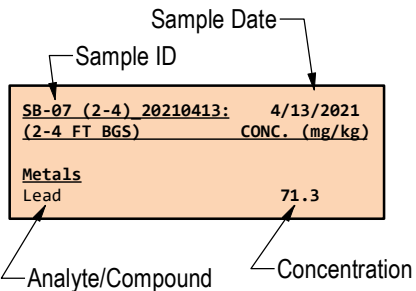 Sample Date
Sample ID
SB-07 (2-4)_20210413: 4/13/2021
(2-4 FT BGS) CONC. (mg/kg)
Metals
Lead 71.3
Analyte/Compound Concentration